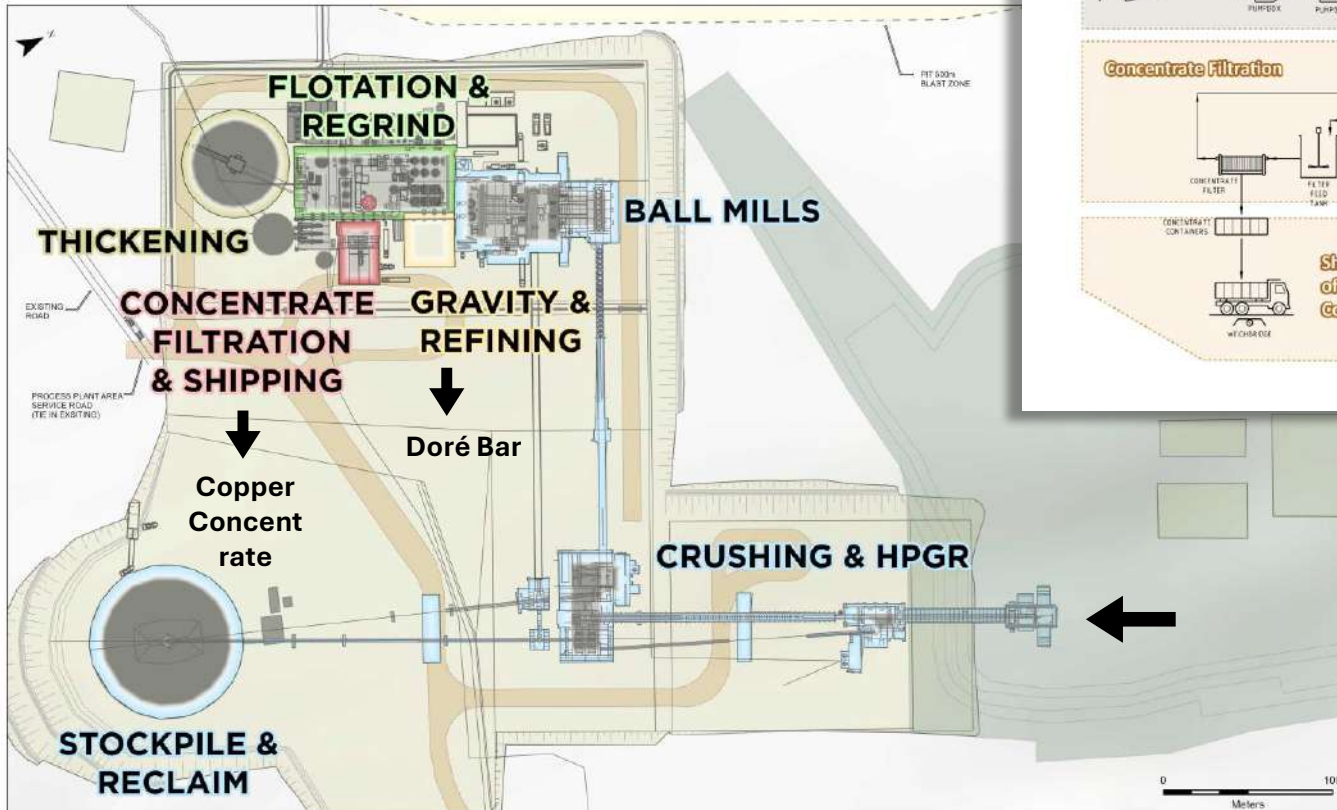 PUMPBOX
Concentrate Filtration
CONCENTRATE
FILTER
FILTER
FEED
TANK
CONCENTRATE
CONTAINERS
WEIGHBRIDGE
PIT 500m
BLAST ZONE
FLOTATION &
REGRIND
BALL MILLS
THICKENING
CONCENTRATE
FILTRATION
& SHIPPING
GRAVITY &
REFINING
EXISTING
ROAD
PROCESS PLANT AREA
SERVICE ROAD
(TIE IN EXSITING)
Doré Bar
Copper
Concent
rate
CRUSHING & HPGR
STOCKPILE &
RECLAIM
0
Meters